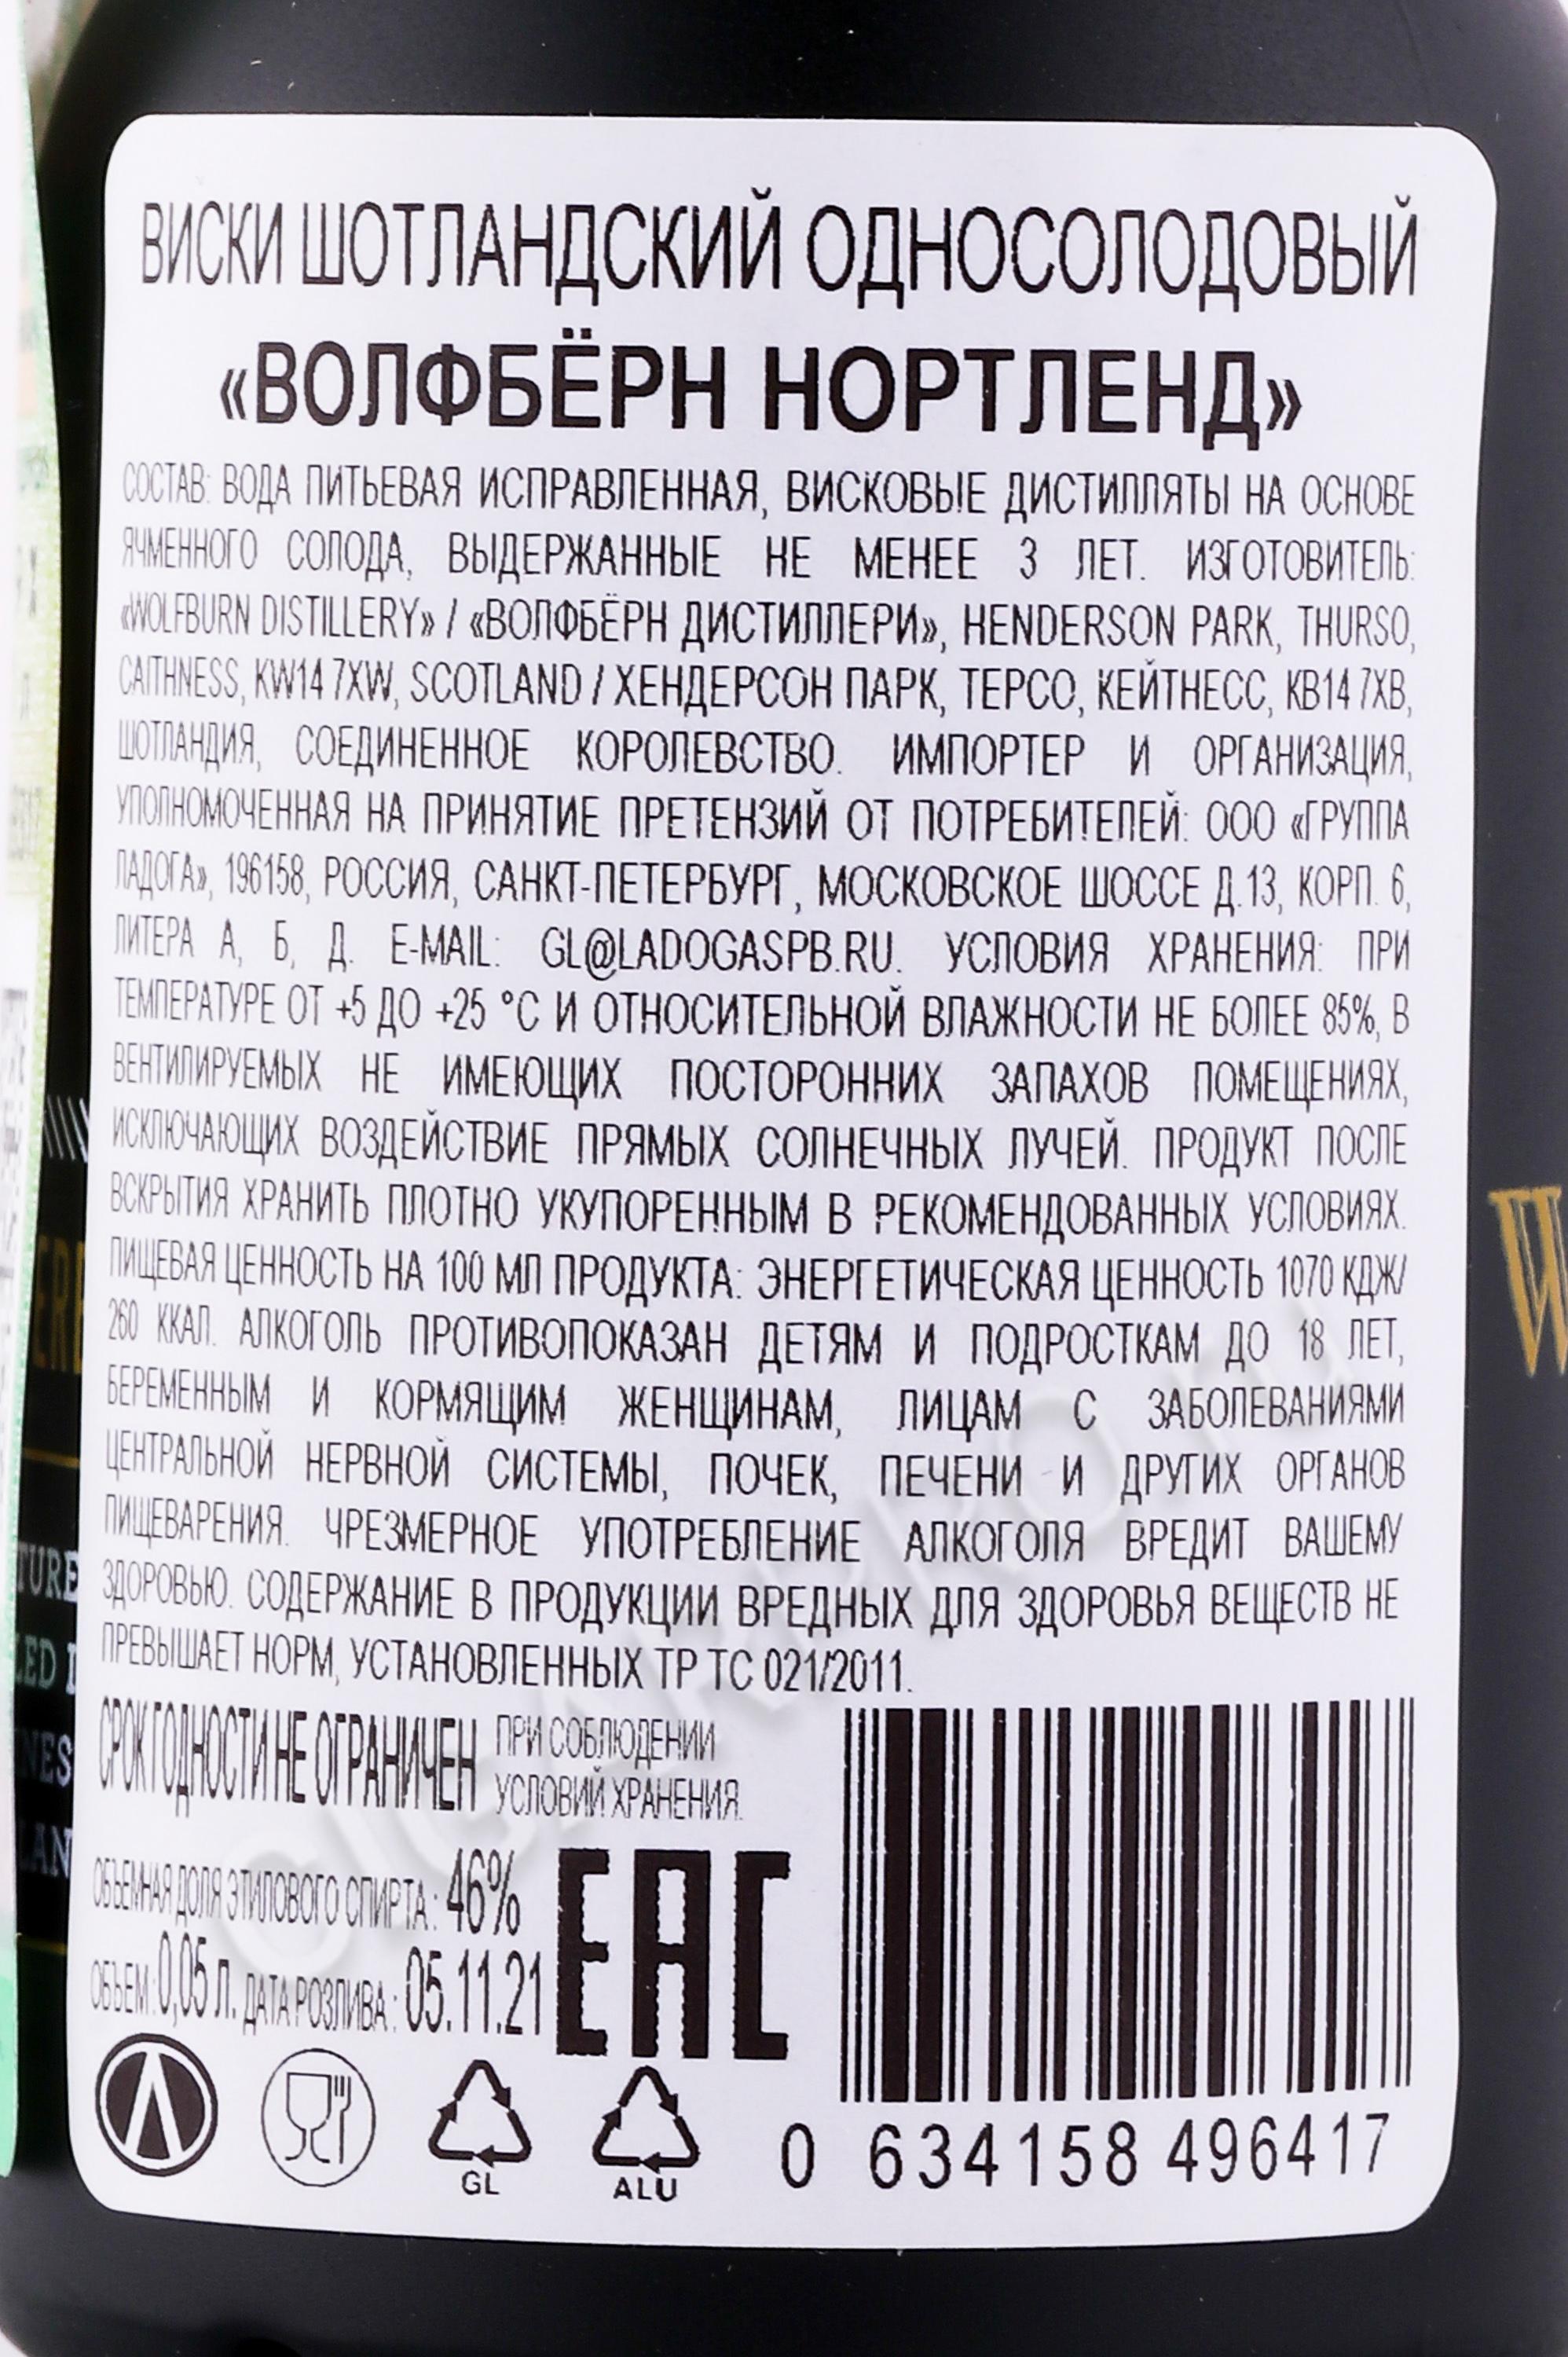 ВИСКИ ШОТЛАНДСКИЙ ОДНОСОЛОДОВЫЙ
«ВОЛФБЁРН НОРТЛЕНД»
СОСТАВ: ВОДА ПИТЬЕВАЯ ИСПРАВЛЕННАЯ, ВИСКОВЫЕ ДИСТИЛЛЯТЫ НА ОСНОВЕ
ЯЧМЕННОГО СОЛОДА, ВЫДЕРЖАННЫЕ НЕ МЕНЕЕ 3 ЛЕТ. ИЗГОТОВИТЕЛЬ:
«WOLFBURN DISTILLERY» / «ВОЛФБЁРН ДИСТИЛЛЕРИ», HENDERSON PARK, THURSO,
CAITHNESS, KW14 7XW, SCOTLAND / ХЕНДЕРСОН ПАРК, ТЕРСО, КЕЙТНЕСС, КВ14 7ХВ,
ШОТЛАНДИЯ, СОЕДИНЕННОЕ КОРОЛЕВСТВО. ИМПОРТЕР И ОРГАНИЗАЦИЯ,
УПОЛНОМОЧЕННАЯ НА ПРИНЯТИЕ ПРЕТЕНЗИЙ ОТ ПОТРЕБИТЕЛЕЙ: ООО «ГРУППА
ЛАДОГА», 196158, РОССИЯ, САНКТ-ПЕТЕРБУРГ, МОСКОВСКОЕ ШОССЕ Д.13, КОРП. 6,
ЛИТЕРА А, Б, Д. E-MAIL: GL@LADOGASPB.RU. УСЛОВИЯ ХРАНЕНИЯ: ПРИ
ТЕМПЕРАТУРЕ ОТ +5 ДО +25 °С И ОТНОСИТЕЛЬНОЙ ВЛАЖНОСТИ НЕ БОЛЕЕ 85%, В
ВЕНТИЛИРУЕМЫХ НЕ ИМЕЮЩИХ ПОСТОРОННИХ ЗАПАХОВ ПОМЕЩЕНИЯХ,
ИСКЛЮЧАЮЩИХ ВОЗДЕЙСТВИЕ ПРЯМЫХ СОЛНЕЧНЫХ ЛУЧЕЙ. ПРОДУКТ ПОСЛЕ
ВСКРЫТИЯ ХРАНИТЬ ПЛОТНО УКУПОРЕННЫМ В РЕКОМЕНДОВАННЫХ УСЛОВИЯХ.
ПИЩЕВАЯ ЦЕННОСТЬ НА 100 МЛ ПРОДУКТА: ЭНЕРГЕТИЧЕСКАЯ ЦЕННОСТЬ 1070 КДЖ/
260 ККАЛ. АЛКОГОЛЬ ПРОТИВОПОКАЗАН ДЕТЯМ И ПОДРОСТКАМ ДО 18 ЛЕТ,
БЕРЕМЕННЫМ И КОРМЯЩИМ ЖЕНЩИНАМ, ЛИЦАМ С ЗАБОЛЕВАНИЯМИ
ЦЕНТРАЛЬНОЙ НЕРВНОЙ СИСТЕМЫ, ПОЧЕК, ПЕЧЕНИ И ДРУГИХ ОРГАНОВ
ПИЩЕВАРЕНИЯ. ЧРЕЗМЕРНОЕ УПОТРЕБЛЕНИЕ АЛКОГОЛЯ ВРЕДИТ ВАШЕМУ
ЗДОРОВЬЮ. СОДЕРЖАНИЕ В ПРОДУКЦИИ ВРЕДНЫХ ДЛЯ ЗДОРОВЬЯ ВЕЩЕСТВ НЕ
ПРЕВЫШАЕТ НОРМ, УСТАНОВЛЕННЫХ ТР ТС 021/2011.
СРОК ГОДНОСТИ НЕ ОГРАНИЧЕН ПРИ СОБЛЮДЕНИИ
УСЛОВИЙ ХРАНЕНИЯ.
ОБЪЕМНАЯ ДОЛЯ ЭТИЛОВОГО СПИРТА: 46%
ОБЪЕМ: 0,05 Л. ДАТА РОЗЛИВА: 05.11.21
EAC
GL
ALU
0 634158 496417
CIGARPRO.ru